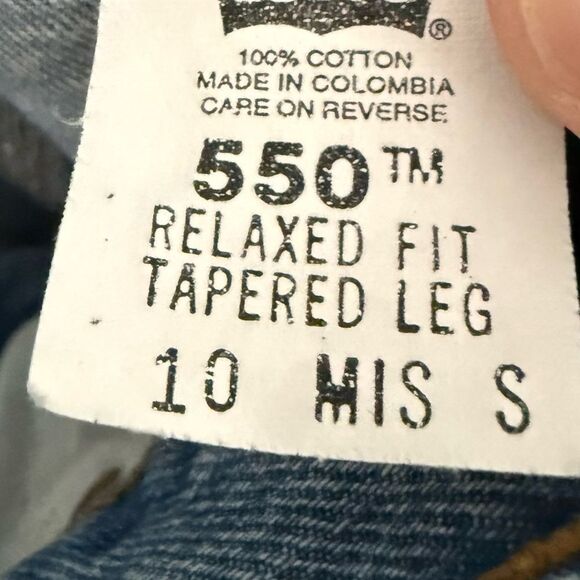 ®
100% COTTON
MADE IN COLOMBIA
CARE ON REVERSE
550™
RELAXED FIT
TAPERED LEG
10 MIS S